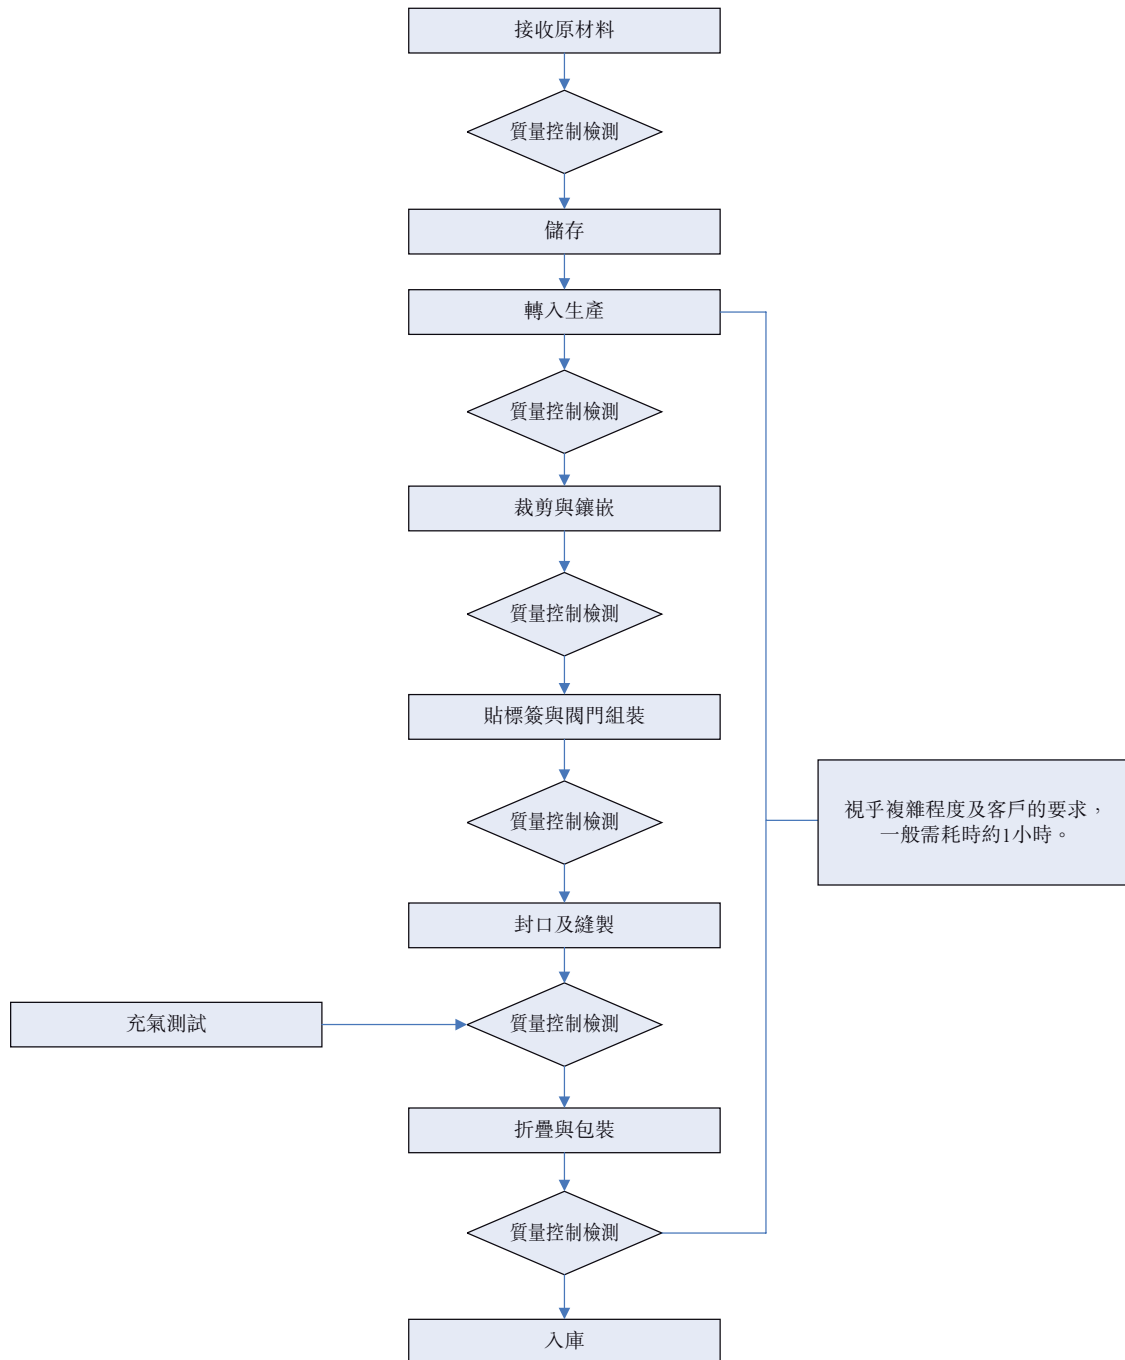 接收原材料
質量控制檢測
儲存
轉入生產
質量控制檢測
裁剪與鑲嵌
質量控制檢測
貼標簽與閥門組裝
質量控制檢測
視乎複雜程度及客戶的要求，
一般需耗時約1小時。
封口及縫製
充氣測試
質量控制檢測
折疊與包裝
質量控制檢測
入庫